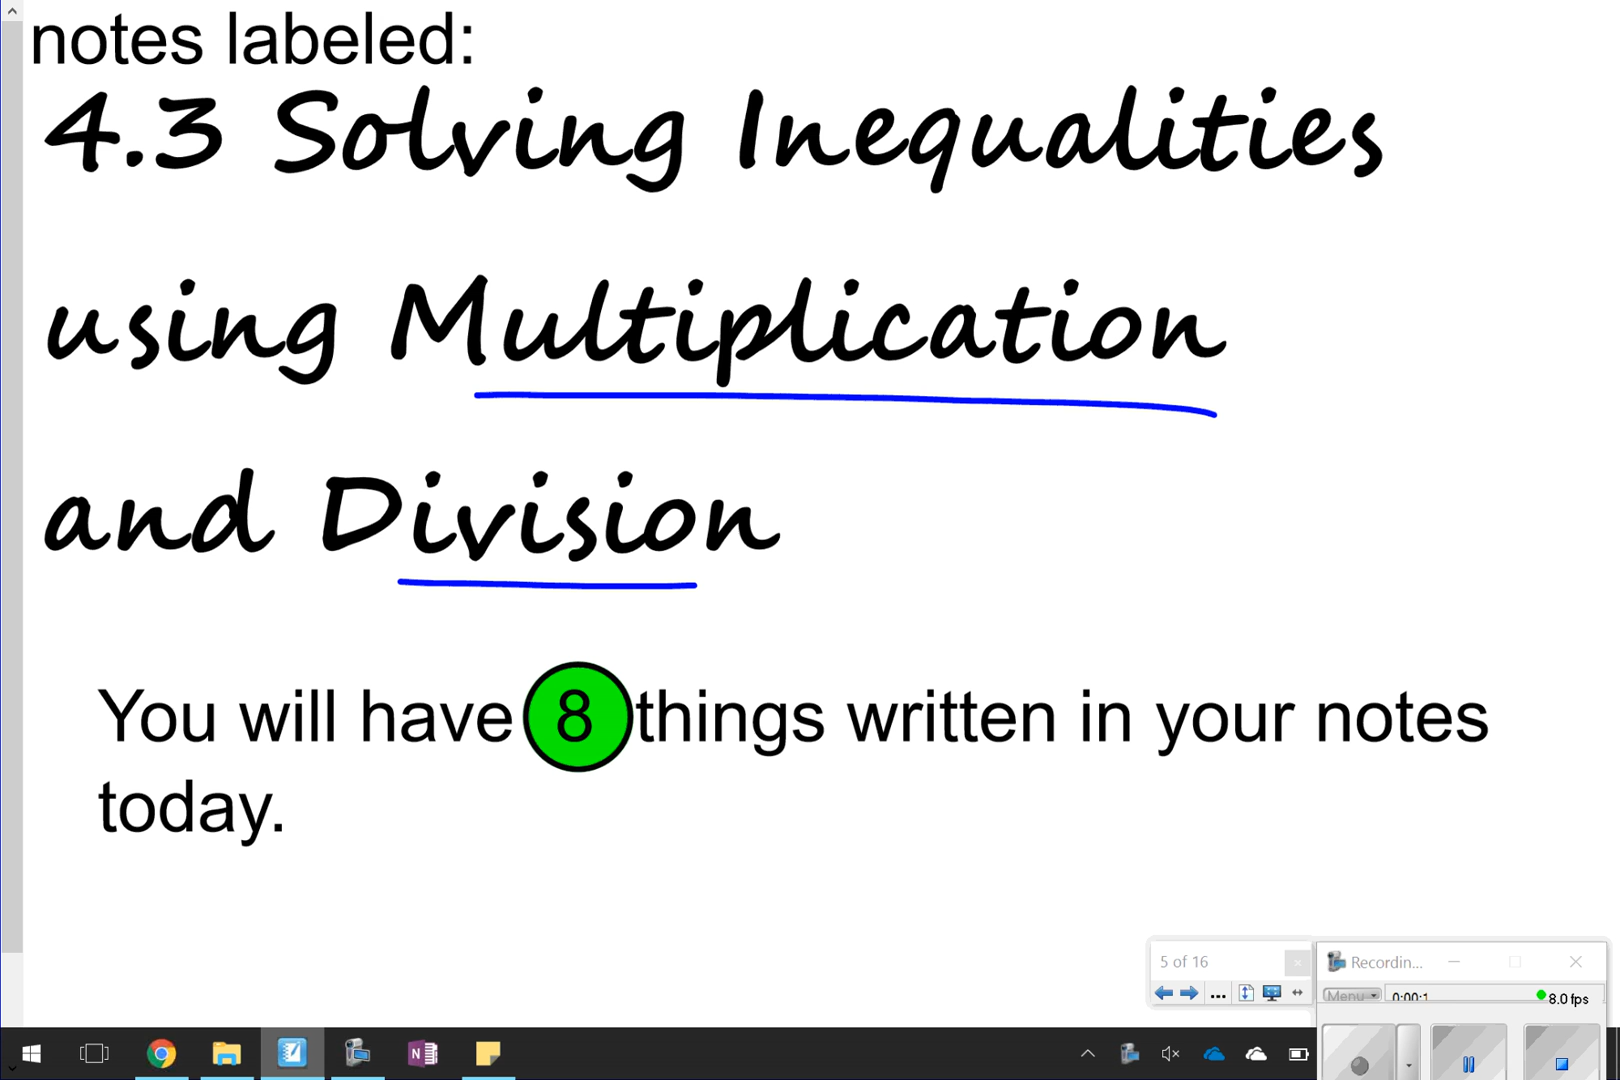 notes labeled:
4.3 Solving Inequalities
using Multiplication
and Division
You will have 8 things written in your notes
today.
5 of 16
Recordin...
Menu
0:00:1
8.0 fps
N